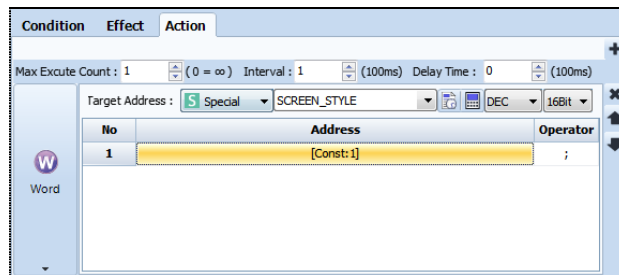 Condition Effect Action
Max Excute Count : 1 ( 0 = ∞ ) Interval : 1 (100ms) Delay Time : 0 (100ms)
Target Address : S Special SCREEN_STYLE DEC 16Bit
No Address Operator
1 [Const:1] ;
W
Word